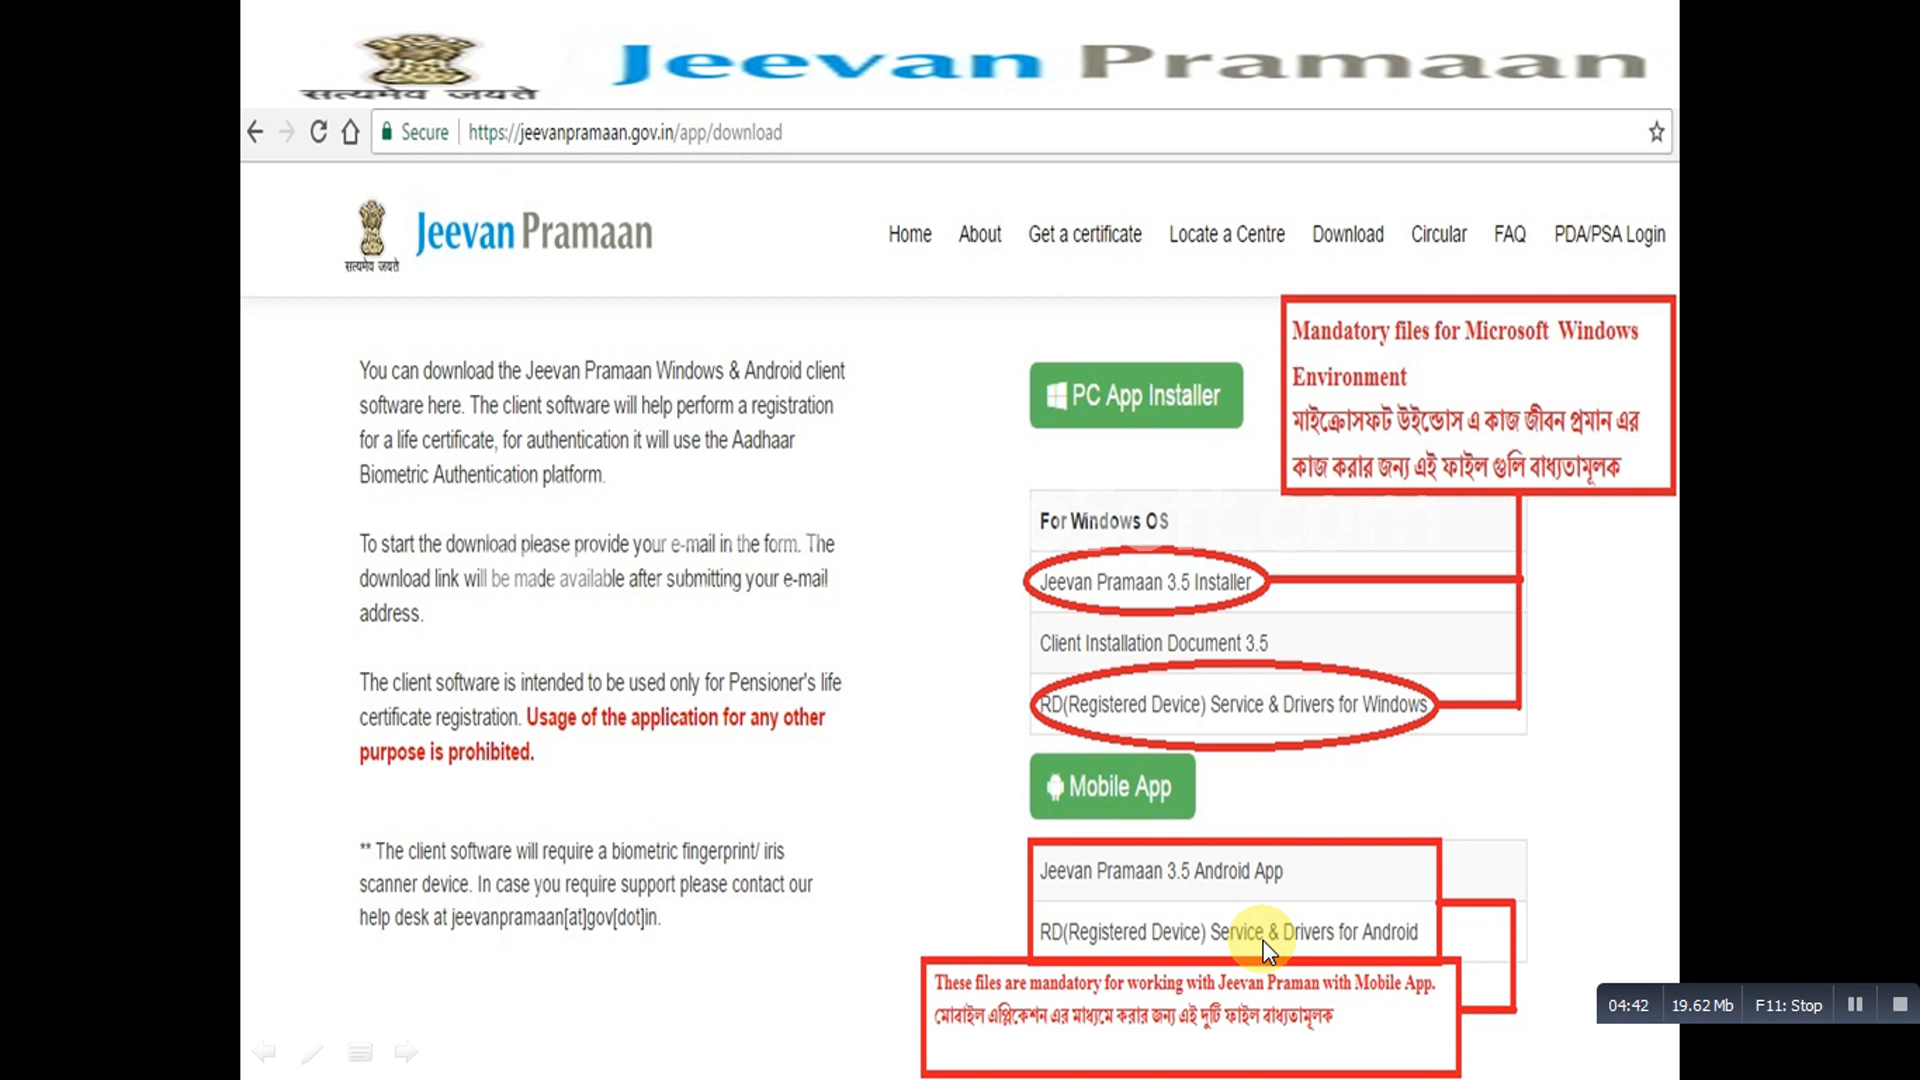 सत्यमेव जयते
Jeevan Pramaan
Secure
https://jeevanpramaan.gov.in/app/download
सत्यमेव जयते
Jeevan Pramaan
Home About Get a certificate Locate a Centre Download Circular FAQ PDA/PSA Login
You can download the Jeevan Pramaan Windows & Android client
software here. The client software will help perform a registration
for a life certificate, for authentication it will use the Aadhaar
Biometric Authentication platform.
To start the download please provide your e-mail in the form. The
download link will be made available after submitting your e-mail
address.
The client software is intended to be used only for Pensioner's life
certificate registration. Usage of the application for any other
purpose is prohibited.
** The client software will require a biometric fingerprint/ iris
scanner device. In case you require support please contact our
help desk at jeevanpramaan[at]gov[dot]in.
PC App Installer
Mandatory files for Microsoft Windows
Environment
মাইক্রোসফট উইন্ডোস এ কাজ জীবন প্রমান এর
কাজ করার জন্য এই ফাইল গুলি বাধ্যতামূলক
For Windows OS
Jeevan Pramaan 3.5 Installer
Client Installation Document 3.5
RD(Registered Device) Service & Drivers for Windows
Mobile App
Jeevan Pramaan 3.5 Android App
RD(Registered Device) Service & Drivers for Android
These files are mandatory for working with Jeevan Praman with Mobile App.
মোবাইল এপ্লিকেশন এর মাধ্যমে করার জন্য এই দুটি ফাইল বাধ্যতামূলক
04:42 19.62 Mb F11: Stop